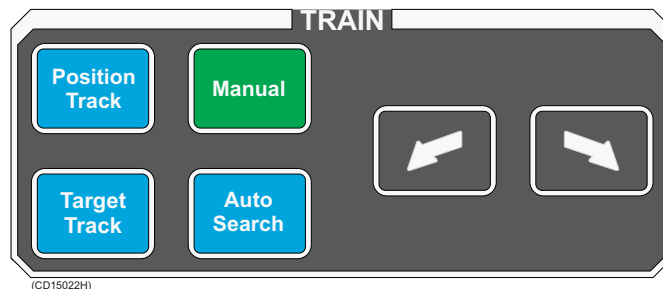 TRAIN
Position
Track
Manual
Target
Track
Auto
Search
(CD15022H)